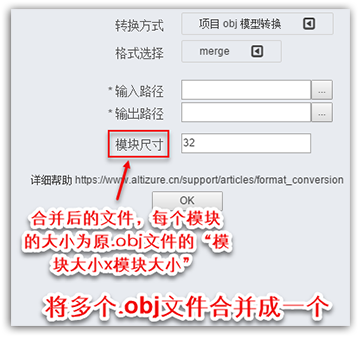 转换方式 项目 obj 模型转换
格式选择 merge
*输入路径 ...
*输出路径 ...
模块尺寸 32
详细帮助 https://www.altizure.cn/support/articles/format_conversion
OK
合并后的文件，每个模块
的大小为原.obj文件的“模
块大小x模块大小”
将多个.obj文件合并成一个